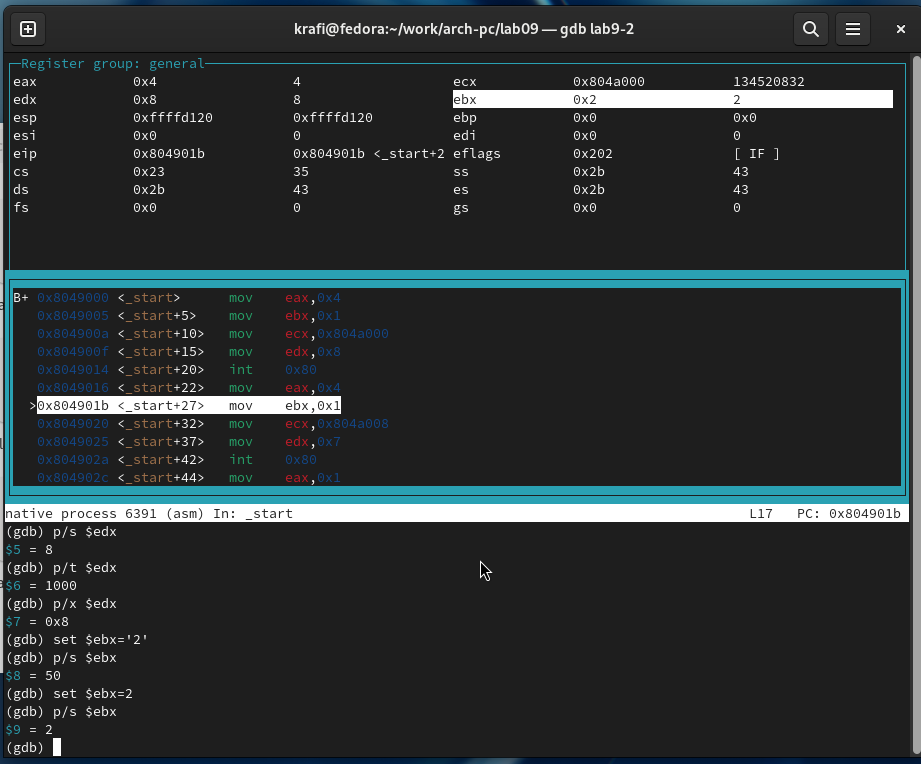 krafi@fedora:~/work/arch-pc/lab09 — gdb lab9-2
Register group: general
eax 0x4 4 ecx 0x804a000 134520832
edx 0x8 8 ebx 0x2 2
esp 0xffffd120 0xffffd120 ebp 0x0 0x0
esi 0x0 0 edi 0x0 0
eip 0x804901b 0x804901b <_start+2 eflags 0x202 [ IF ]
cs 0x23 35 ss 0x2b 43
ds 0x2b 43 es 0x2b 43
fs 0x0 0 gs 0x0 0
B+ 0x8049000 <_start> mov eax,0x4
0x8049005 <_start+5> mov ebx,0x1
0x804900a <_start+10> mov ecx,0x804a000
0x804900f <_start+15> mov edx,0x8
0x8049014 <_start+20> int 0x80
0x8049016 <_start+22> mov eax,0x4
>0x804901b <_start+27> mov ebx,0x1
0x8049020 <_start+32> mov ecx,0x804a008
0x8049025 <_start+37> mov edx,0x7
0x804902a <_start+42> int 0x80
0x804902c <_start+44> mov eax,0x1
native process 6391 (asm) In: _start L17 PC: 0x804901b
(gdb) p/s $edx
$5 = 8
(gdb) p/t $edx
$6 = 1000
(gdb) p/x $edx
$7 = 0x8
(gdb) set $ebx='2'
(gdb) p/s $ebx
$8 = 50
(gdb) set $ebx=2
(gdb) p/s $ebx
$9 = 2
(gdb)